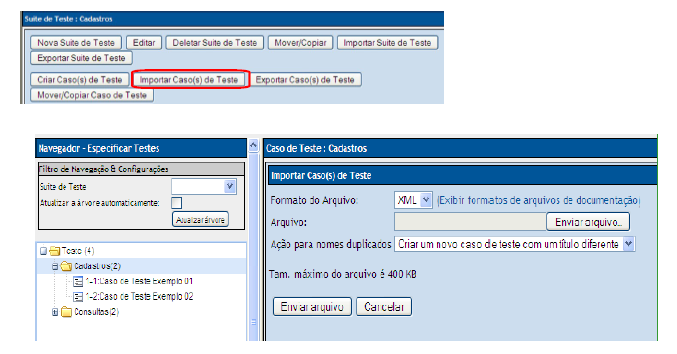 Suite de Teste : Cadastros
Nova Suite de Teste Editar Deletar Suite de Teste Mover/Copiar Importar Suite de Teste
Exportar Suite de Teste
Criar Caso(s) de Teste Importar Caso(s) de Teste Exportar Caso(s) de Teste
Mover/Copiar Caso de Teste
Navegador - Especificar Testes
Filtro de Navegação & Configurações
Suite de Teste
Atualizar a árvore automaticamente:
Atualizar árvore
Teste (4)
Cadastros(2)
1-1:Caso de Teste Exemplo 01
1-2:Caso de Teste Exemplo 02
Consultas(2)
Caso de Teste : Cadastros
Importar Caso(s) de Teste
Formato do Arquivo: XML (Exibir formatos de arquivos de documentação)
Arquivo: Enviar arquivo...
Ação para nomes duplicados Criar um novo caso de teste com um título diferente
Tam. máximo do arquivo é 400 KB
Enviar arquivo Cancelar